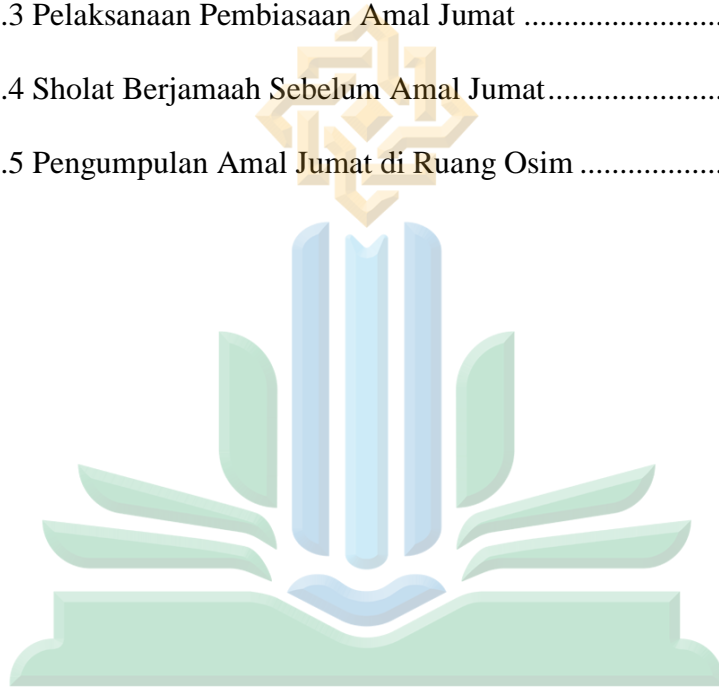 .3 Pelaksanaan Pembiasaan Amal Jumat ........................
.4 Sholat Berjamaah Sebelum Amal Jumat.....................
.5 Pengumpulan Amal Jumat di Ruang Osim .................